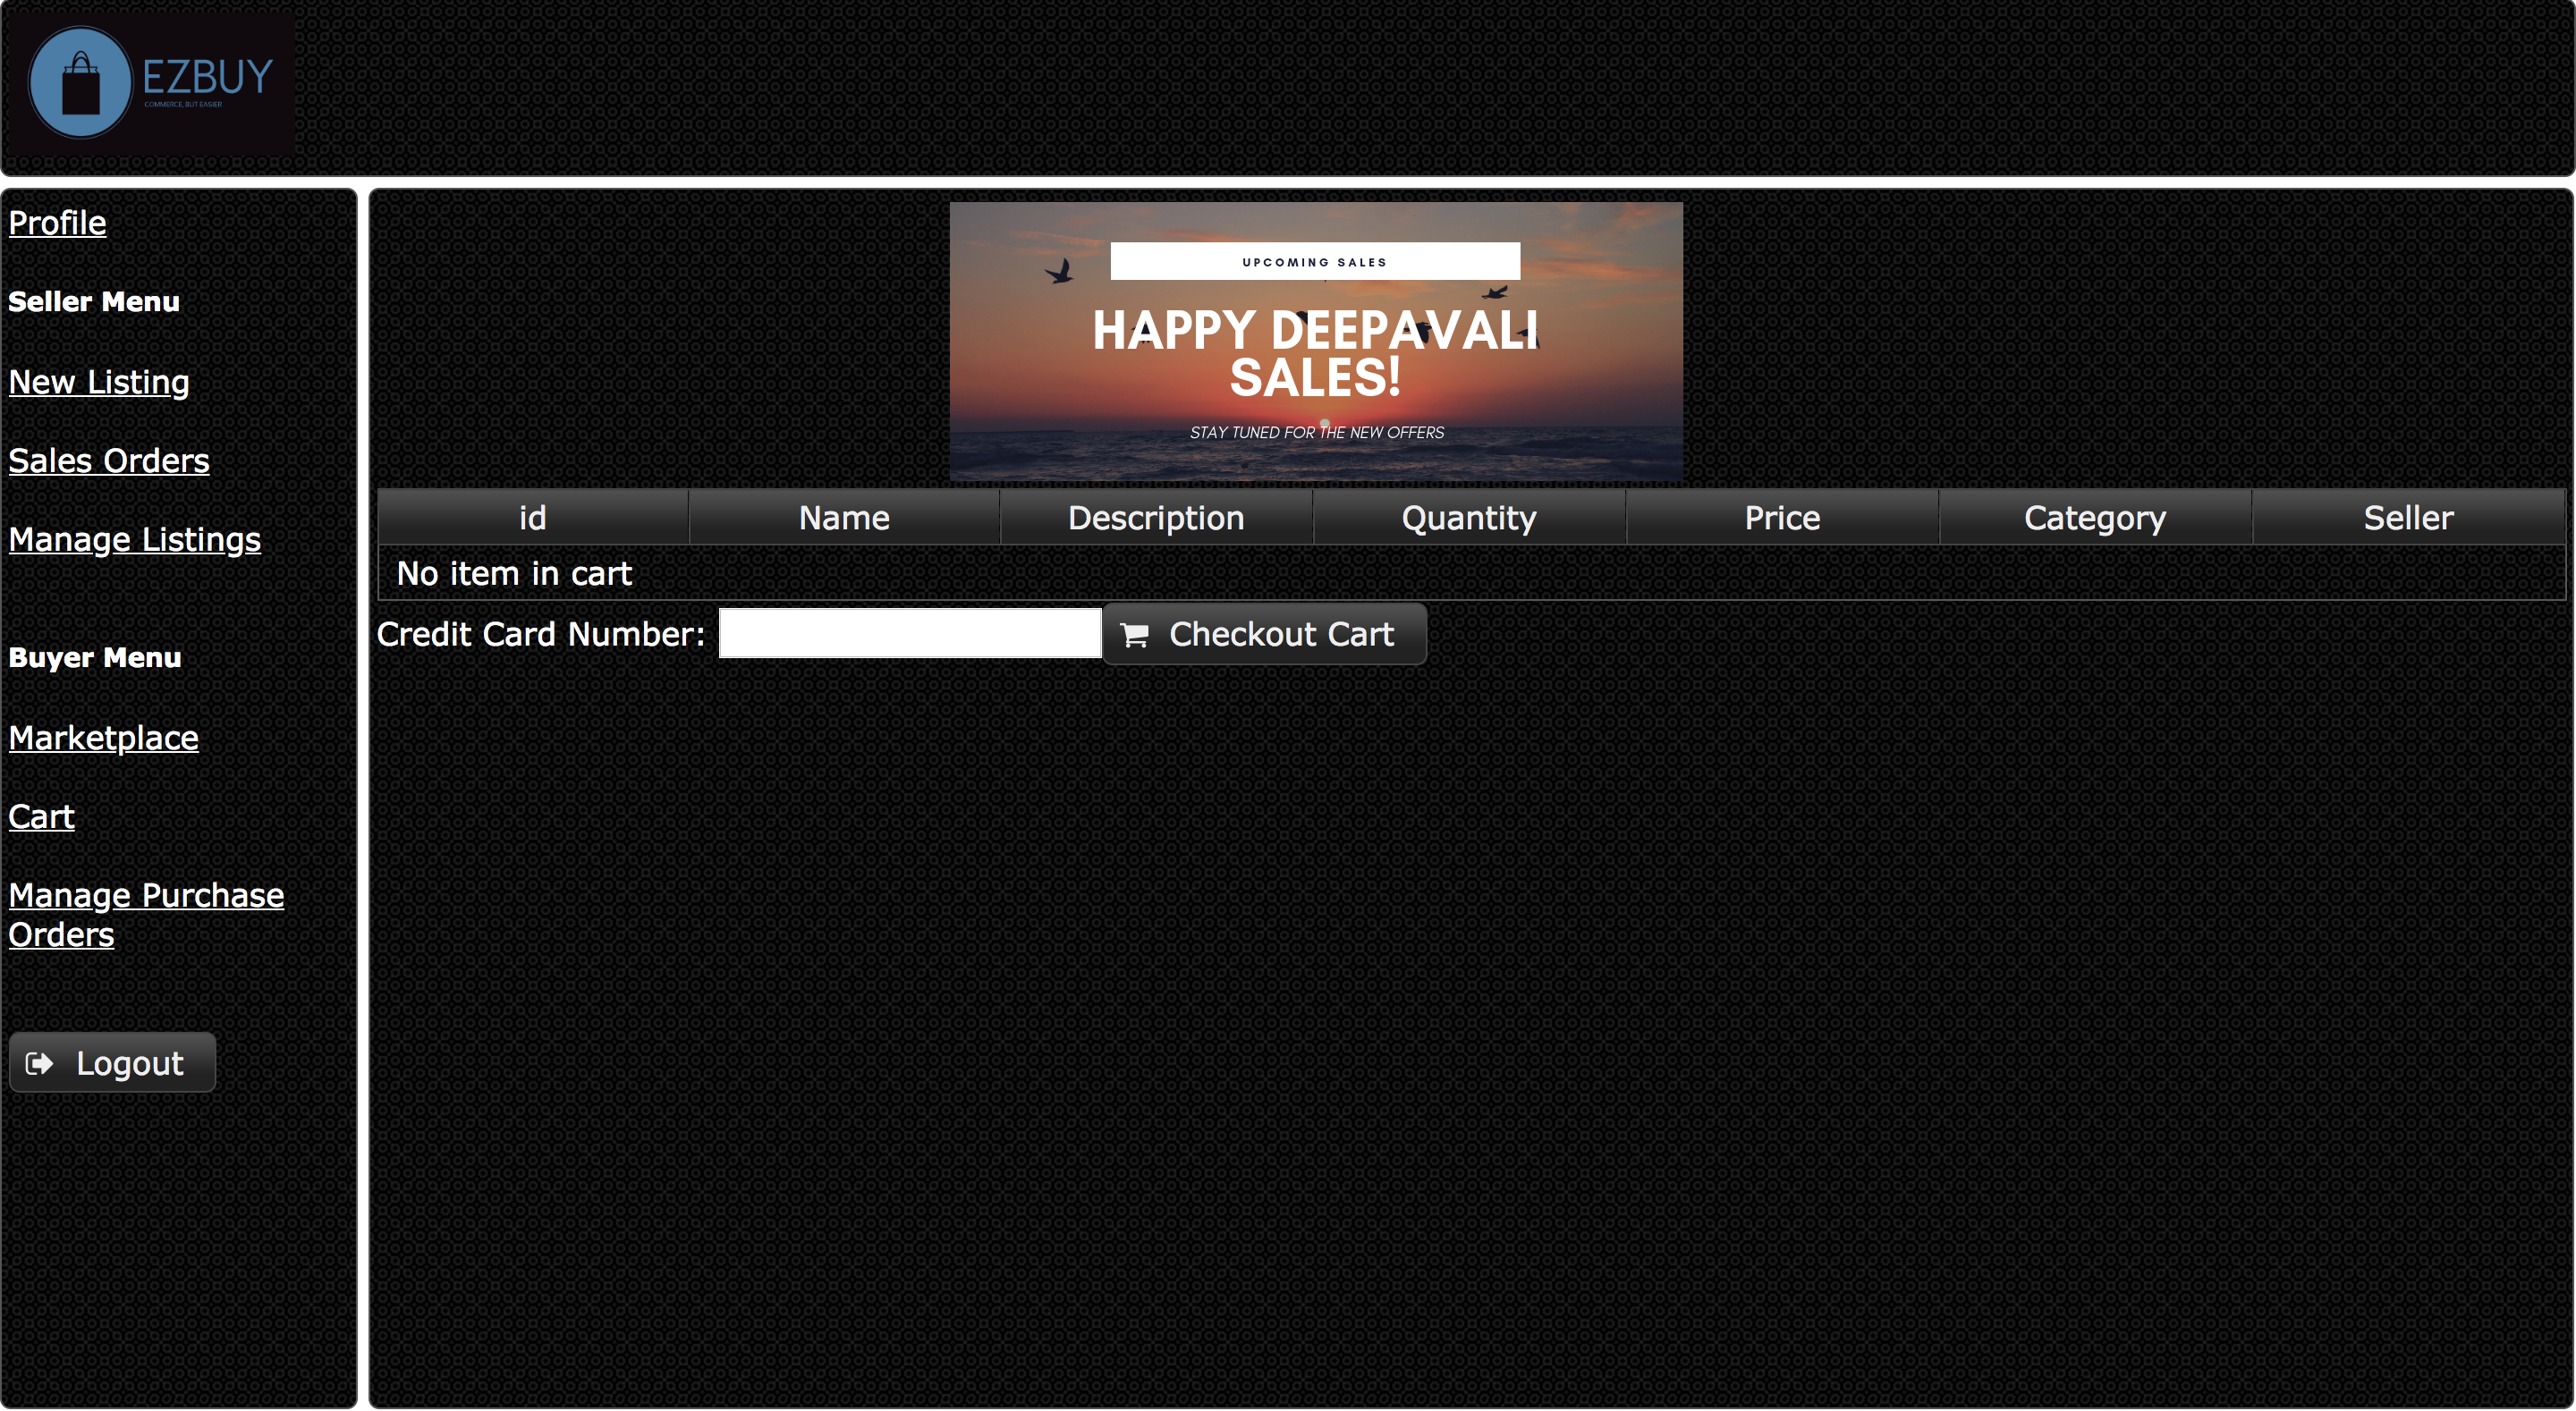 EZBUY
COMMERCE, BUT EASIER
Profile
Seller Menu
New Listing
Sales Orders
Manage Listings
Buyer Menu
Marketplace
Cart
Manage Purchase
Orders
Logout
UPCOMING SALES
HAPPY DEEPAVALI
SALES!
STAY TUNED FOR THE NEW OFFERS
id Name Description Quantity Price Category Seller
No item in cart
Credit Card Number: Checkout Cart